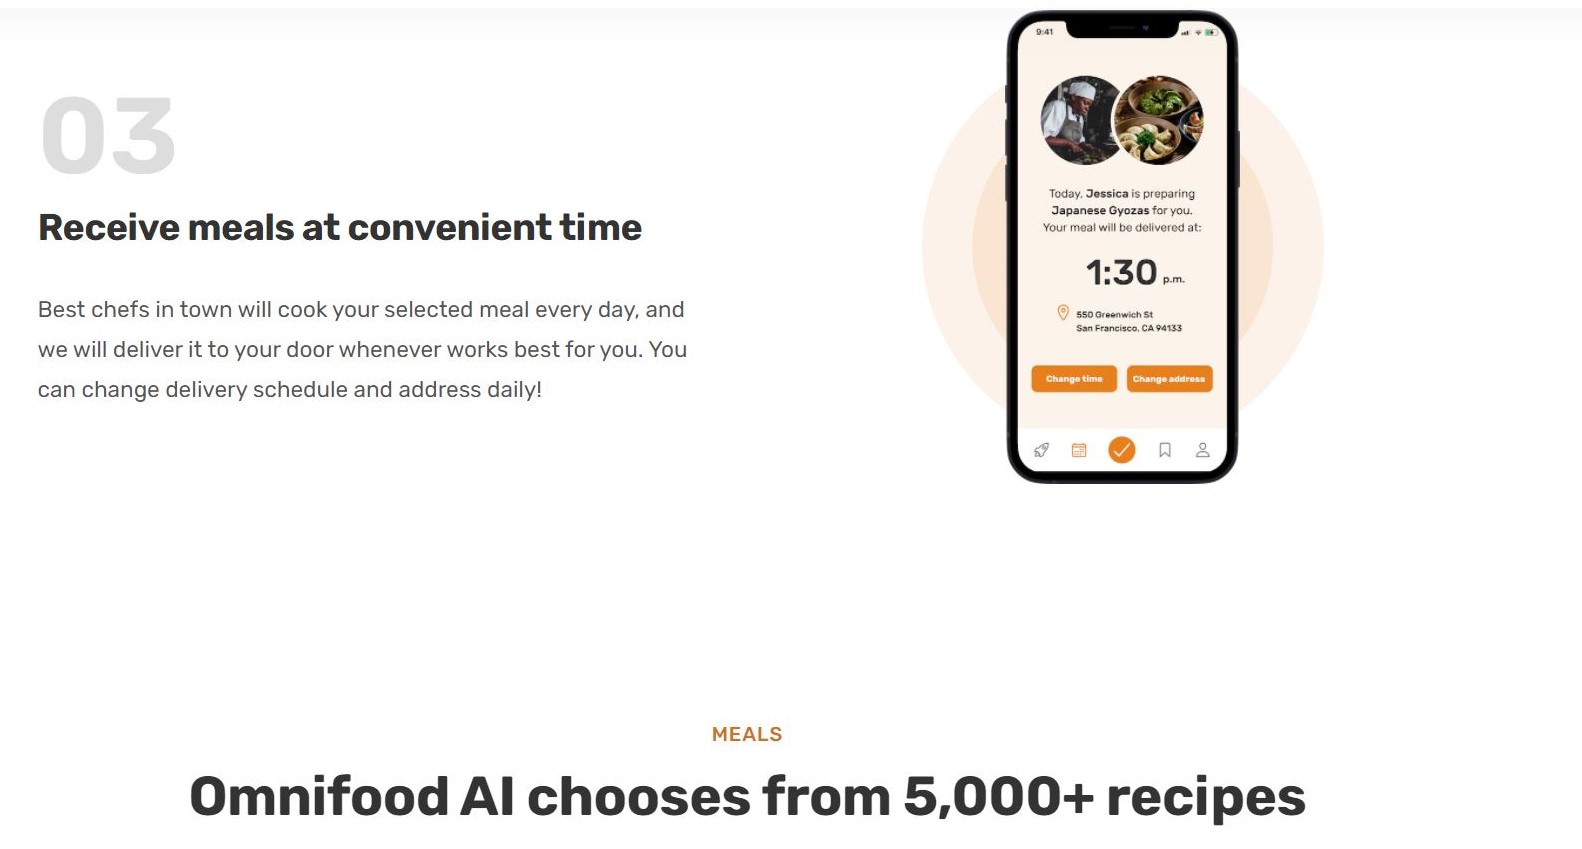 03
Receive meals at convenient time
Best chefs in town will cook your selected meal every day, and
we will deliver it to your door whenever works best for you. You
can change delivery schedule and address daily!
9:41
Today, Jessica is preparing
Japanese Gyozas for you.
Your meal will be delivered at:
1:30 p.m.
550 Greenwich St
San Francisco, CA 94133
Change time
Change address
MEALS
Omnifood AI chooses from 5,000+ recipes